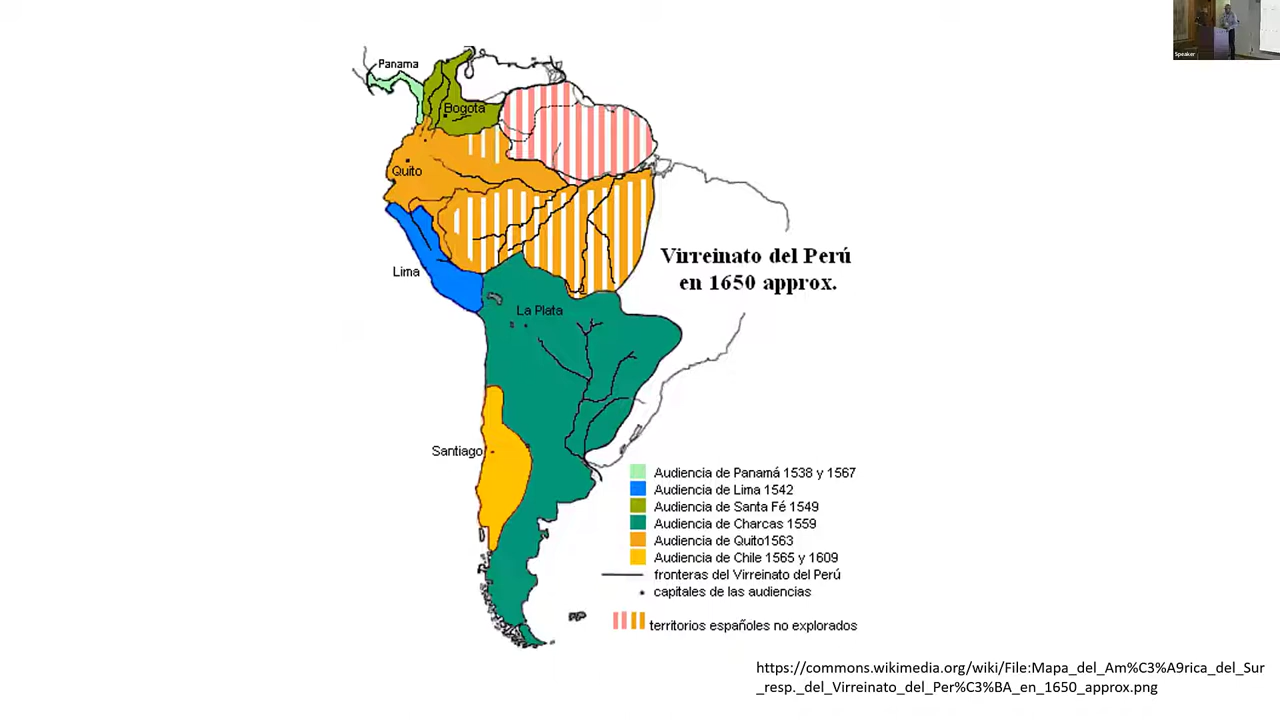 Speaker
Panama
Bogota
Quito
Virreinato del Perú
en 1650 approx.
Lima
La Plata
Santiago
Audiencia de Panamá 1538 y 1567
Audiencia de Lima 1542
Audiencia de Santa Fé 1549
Audiencia de Charcas 1559
Audiencia de Quito1563
Audiencia de Chile 1565 y 1609
fronteras del Virreinato del Perú
capitales de las audiencias
territorios españoles no explorados
https://commons.wikimedia.org/wiki/File:Mapa_del_Am%C3%A9rica_del_Sur
_resp._del_Virreinato_del_Per%C3%BA_en_1650_approx.png